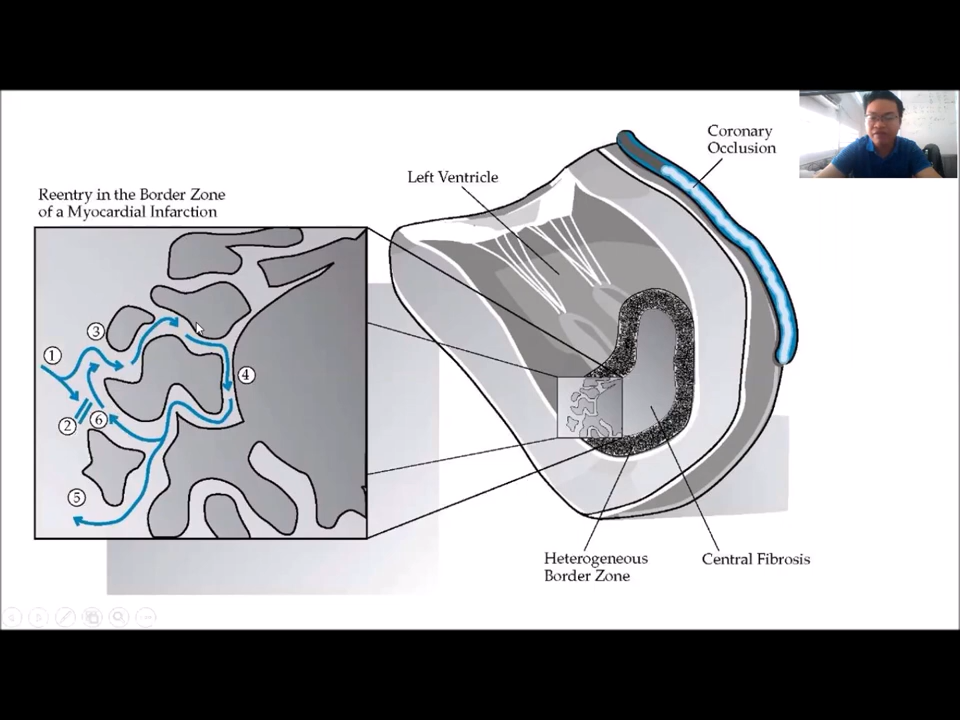 Reentry in the Border Zone
of a Myocardial Infarction
Left Ventricle
Coronary
Occlusion
1
2
3
4
5
6
Heterogeneous
Border Zone
Central Fibrosis